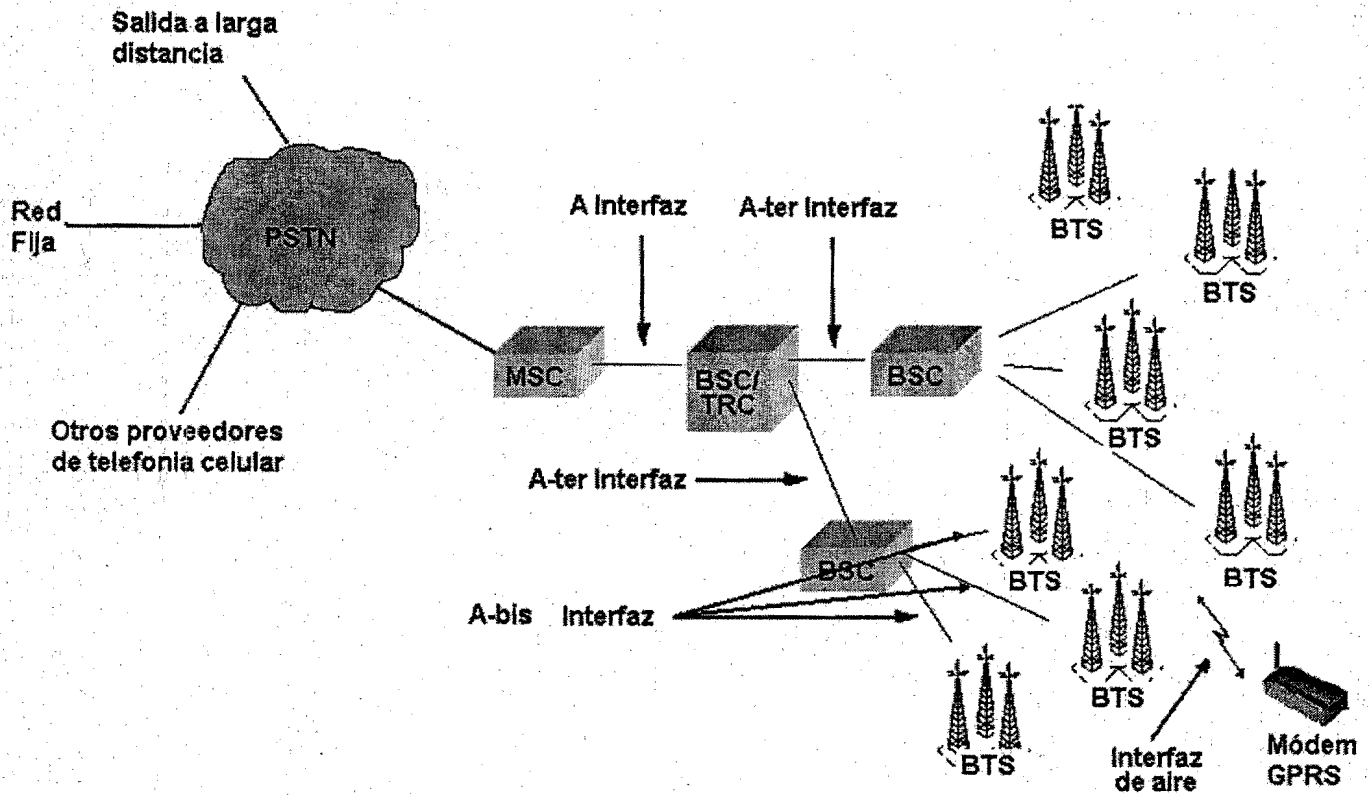 Salida a larga
distancia
Red
Fija
PSTN
Otros proveedores
de telefonia celular
A Interfaz
A-ter Interfaz
MSC
BSC/
TRC
BSC
A-ter Interfaz
BSC
A-bis Interfaz
BTS
BTS
BTS
BTS
BTS
BTS
BTS
Interfaz
de aire
Módem
GPRS